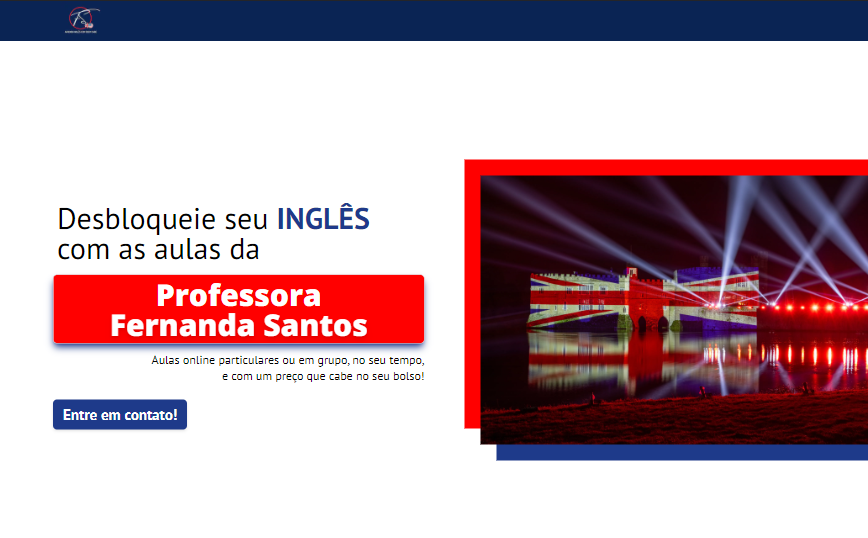 Desbloqueie seu INGLÊS
com as aulas da
Professora
Fernanda Santos
Aulas online particulares ou em grupo, no seu tempo,
e com um preço que cabe no seu bolso!
Entre em contato!